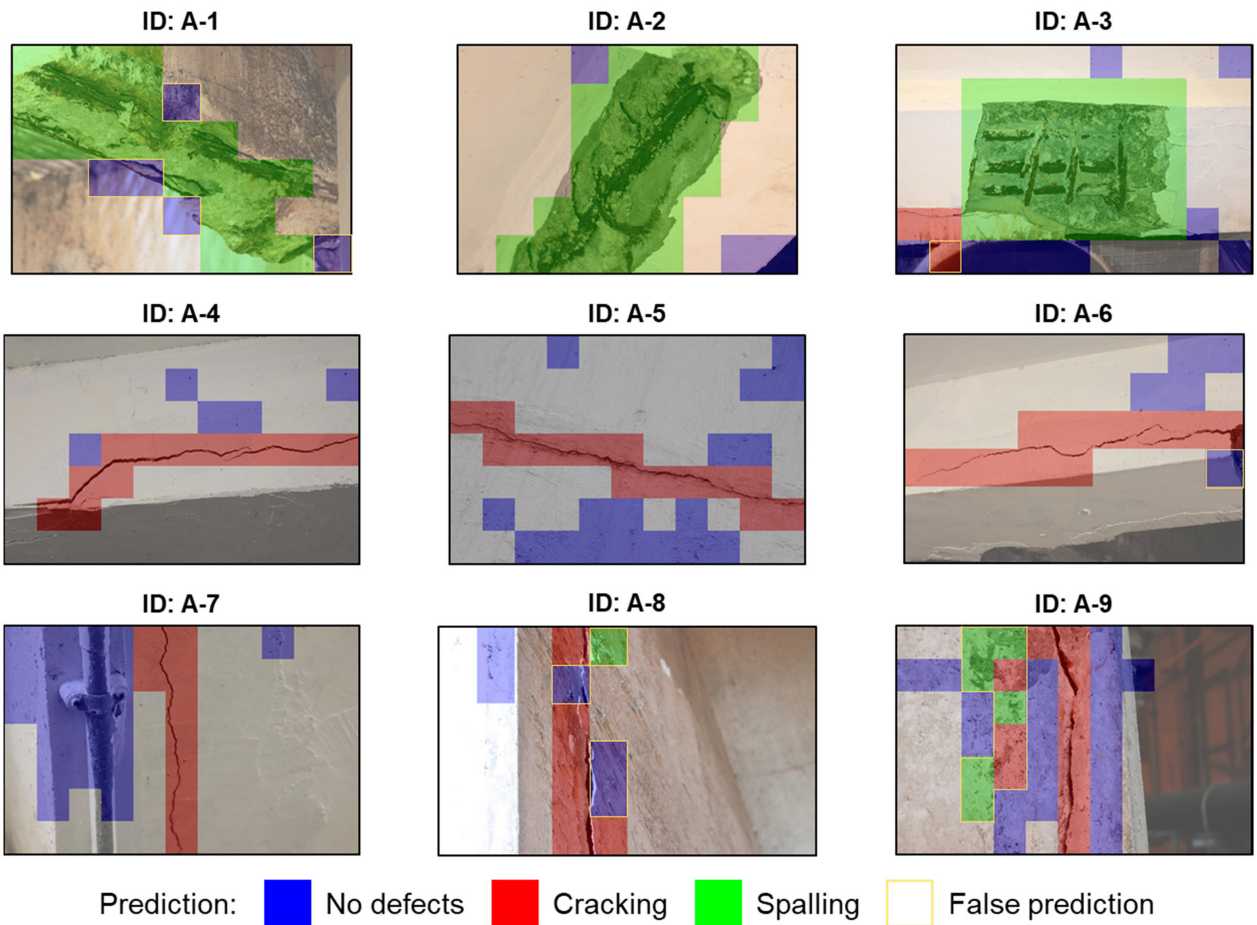 ID: A-1
ID: A-2
ID: A-3
ID: A-4
ID: A-5
ID: A-6
ID: A-7
ID: A-8
ID: A-9
Prediction: No defects Cracking Spalling False prediction